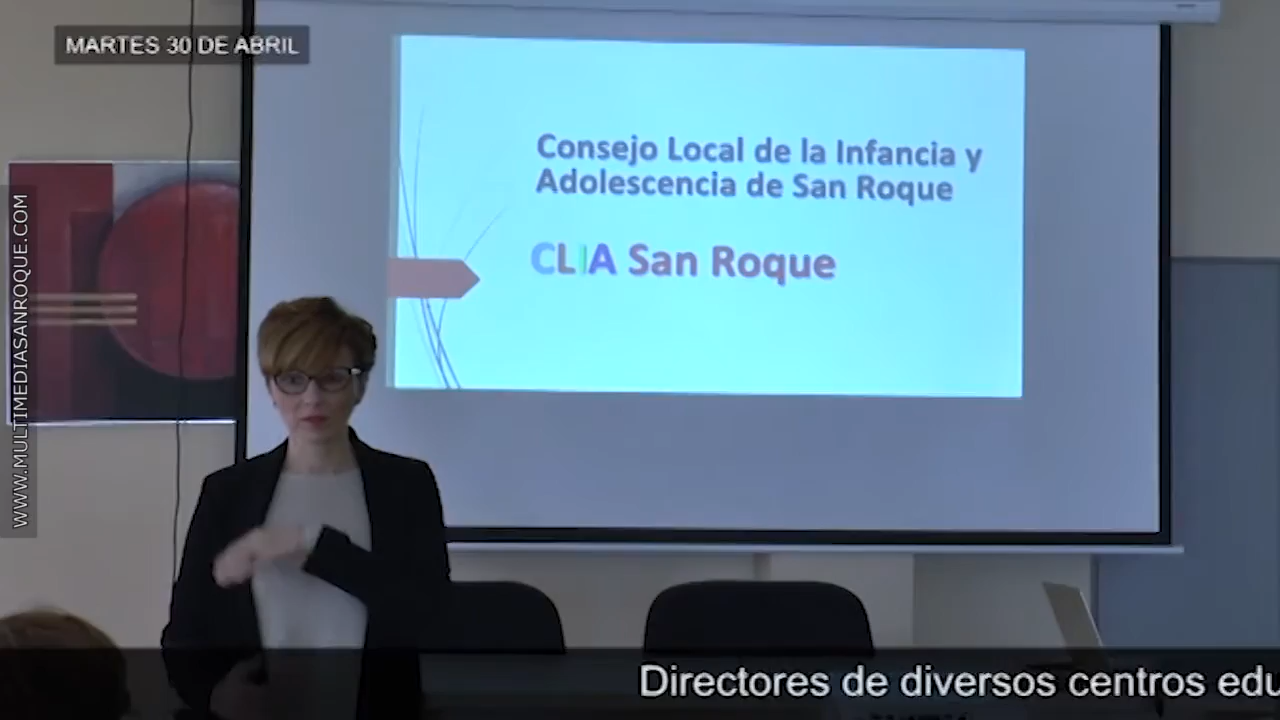 MARTES 30 DE ABRIL
Consejo Local de la Infancia y
Adolescencia de San Roque
CLIA San Roque
WWW.MULTIMEDIASANROQUE.COM
Directores de diversos centros edu